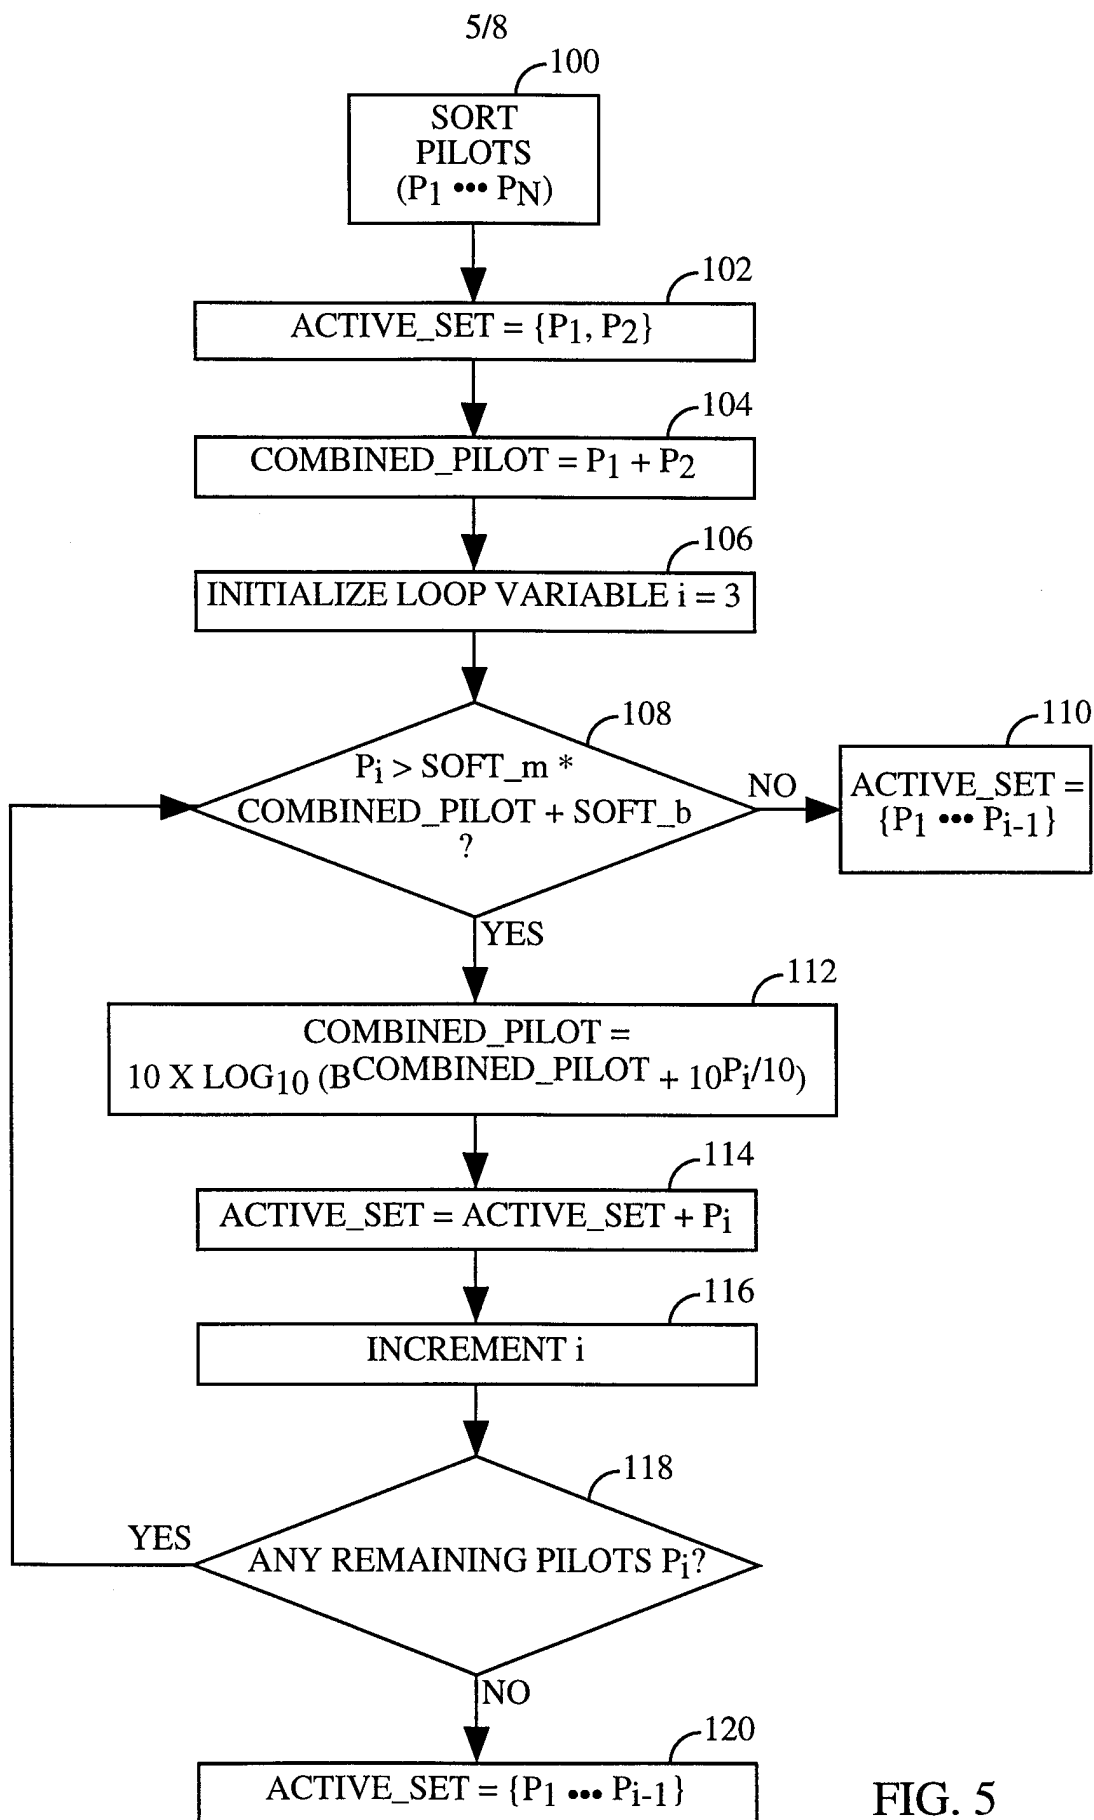 5/8
100
SORT
PILOTS
(P1 ••• PN)
102
ACTIVE_SET = {P1, P2}
104
COMBINED_PILOT = P1 + P2
106
INITIALIZE LOOP VARIABLE i = 3
108
Pi > SOFT_m *
COMBINED_PILOT + SOFT_b
?
NO
110
ACTIVE_SET =
{P1 ••• Pi-1}
YES
112
COMBINED_PILOT =
10 X LOG10 (BCOMBINED_PILOT + 10Pi/10)
114
ACTIVE_SET = ACTIVE_SET + Pi
116
INCREMENT i
118
YES
ANY REMAINING PILOTS Pi?
NO
120
ACTIVE_SET = {P1 ••• Pi-1}
FIG. 5